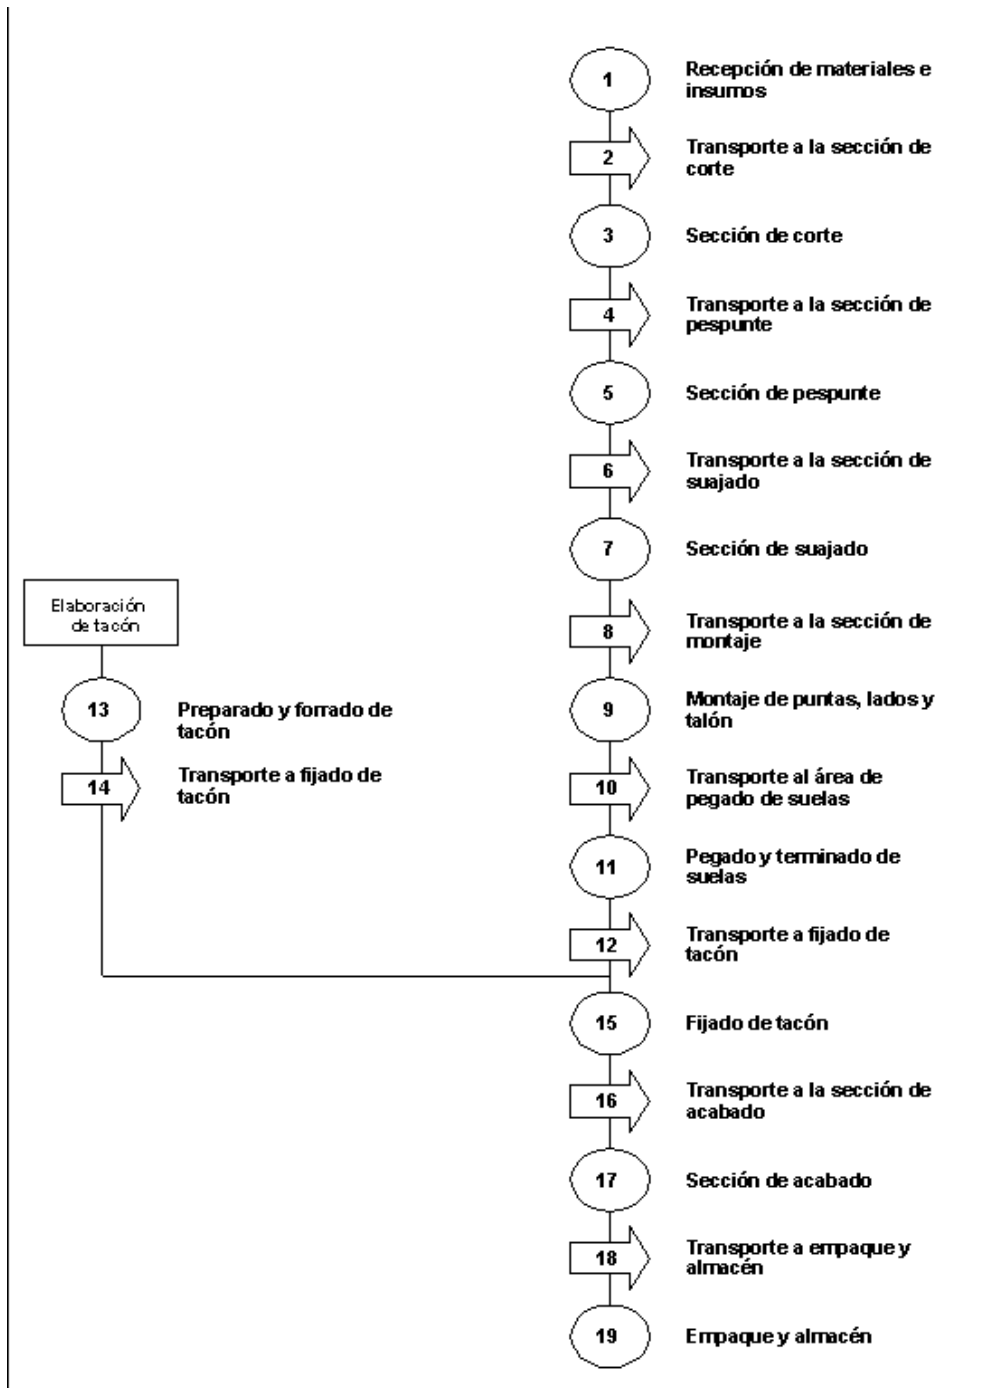 1
Recepción de materiales e
insumos
2
Transporte a la sección de
corte
3
Sección de corte
4
Transporte a la sección de
pespunte
5
Sección de pespunte
6
Transporte a la sección de
suajado
7
Sección de suajado
8
Transporte a la sección de
montaje
9
Montaje de puntas, lados y
talón
10
Transporte al área de
pegado de suelas
11
Pegado y terminado de
suelas
12
Transporte a fijado de
tacón
Elaboración
de tacón
13
Preparado y forrado de
tacón
14
Transporte a fijado de
tacón
15
Fijado de tacón
16
Transporte a la sección de
acabado
17
Sección de acabado
18
Transporte a empaque y
almacén
19
Empaque y almacén